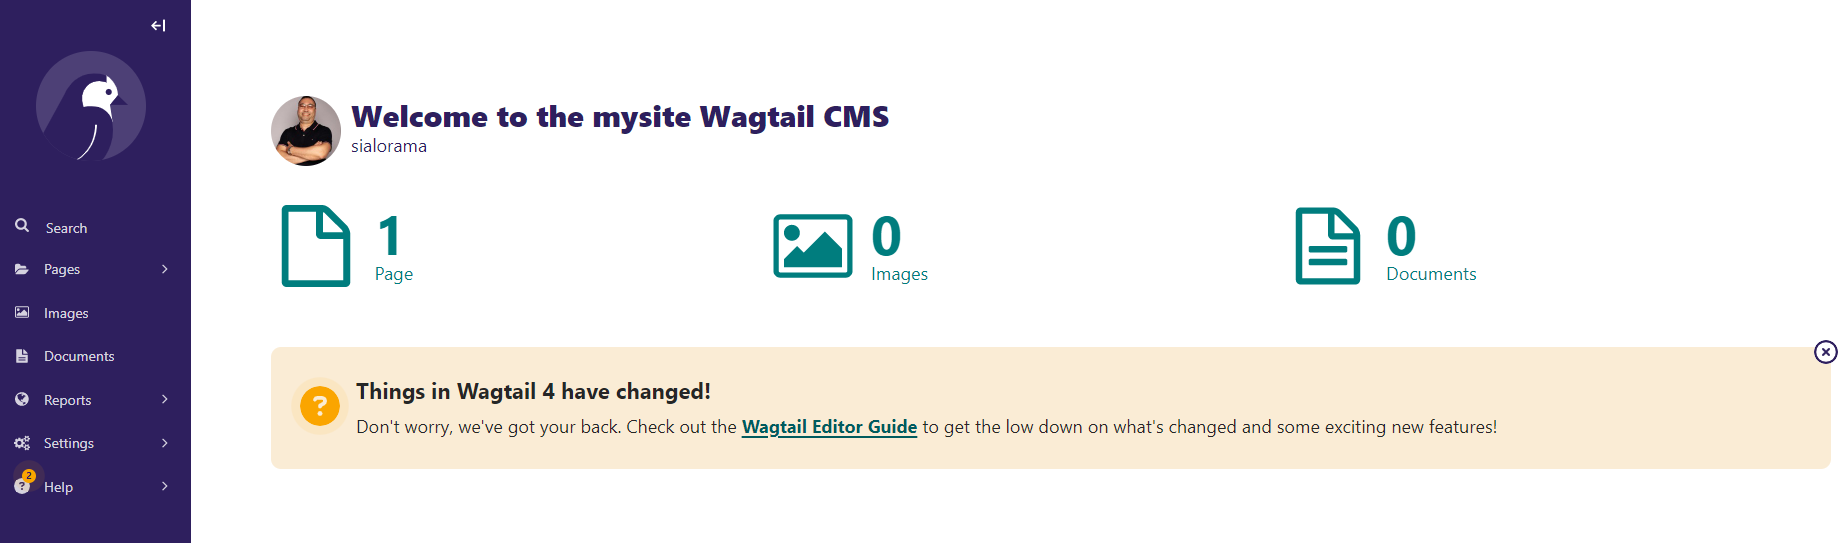 Search
Pages
Images
Documents
Reports
Settings
2
?
Help
Welcome to the mysite Wagtail CMS
sialorama
1
Page
0
Images
0
Documents
?
Things in Wagtail 4 have changed!
Don't worry, we've got your back. Check out the Wagtail Editor Guide to get the low down on what's changed and some exciting new features!